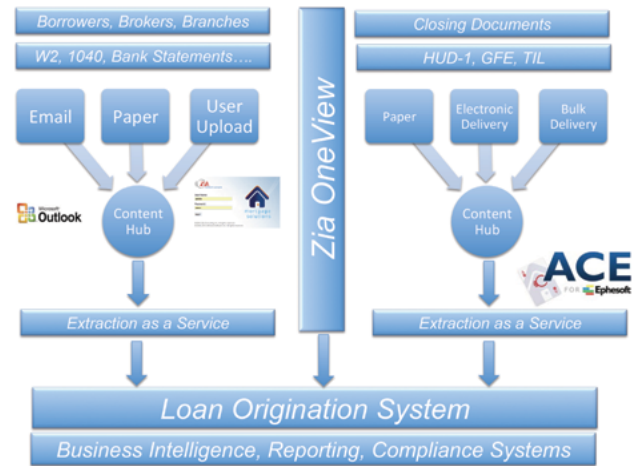 Borrowers, Brokers, Branches
W2, 1040, Bank Statements....
Email
Paper
User
Upload
Microsoft
Outlook
Content
Hub
Extraction as a Service
Zia OneView
Closing Documents
HUD-1, GFE, TIL
Paper
Electronic
Delivery
Bulk
Delivery
Content
Hub
ACE
FOR Ephesoft
Extraction as a Service
Loan Origination System
Business Intelligence, Reporting, Compliance Systems